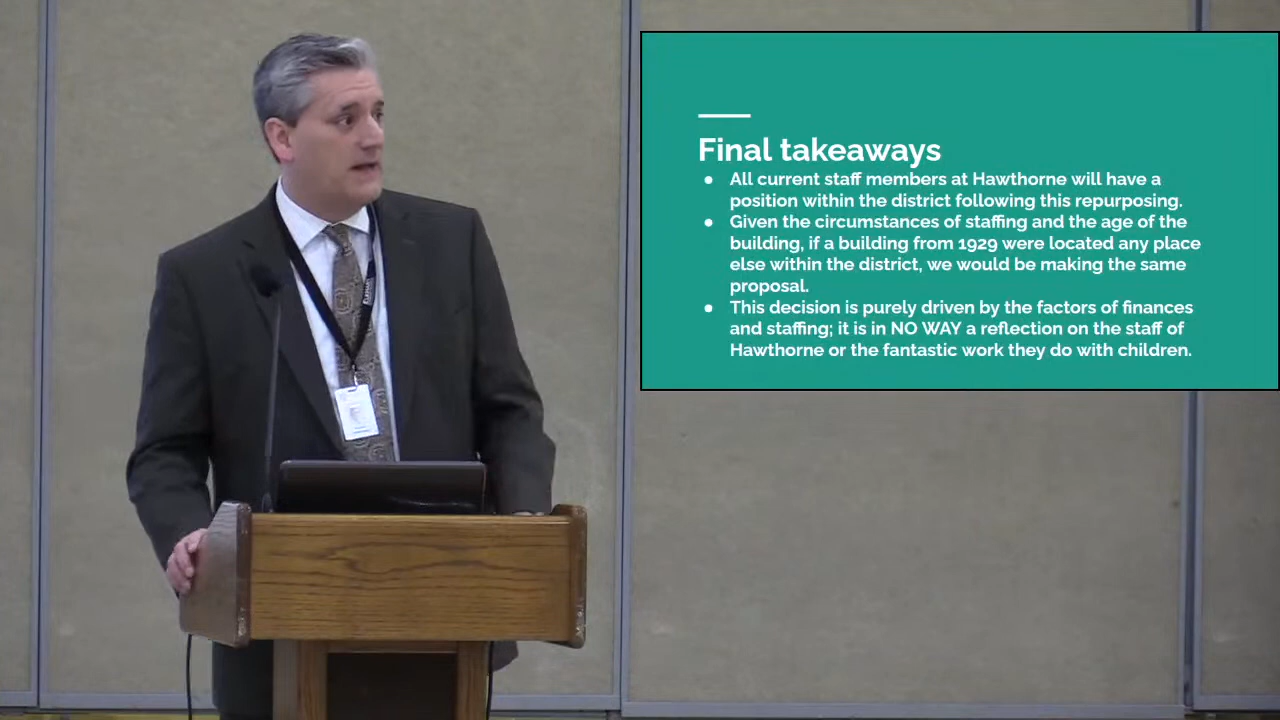 Final takeaways
● All current staff members at Hawthorne will have a
position within the district following this repurposing.
● Given the circumstances of staffing and the age of the
building, if a building from 1929 were located any place
else within the district, we would be making the same
proposal.
● This decision is purely driven by the factors of finances
and staffing; it is in NO WAY a reflection on the staff of
Hawthorne or the fantastic work they do with children.